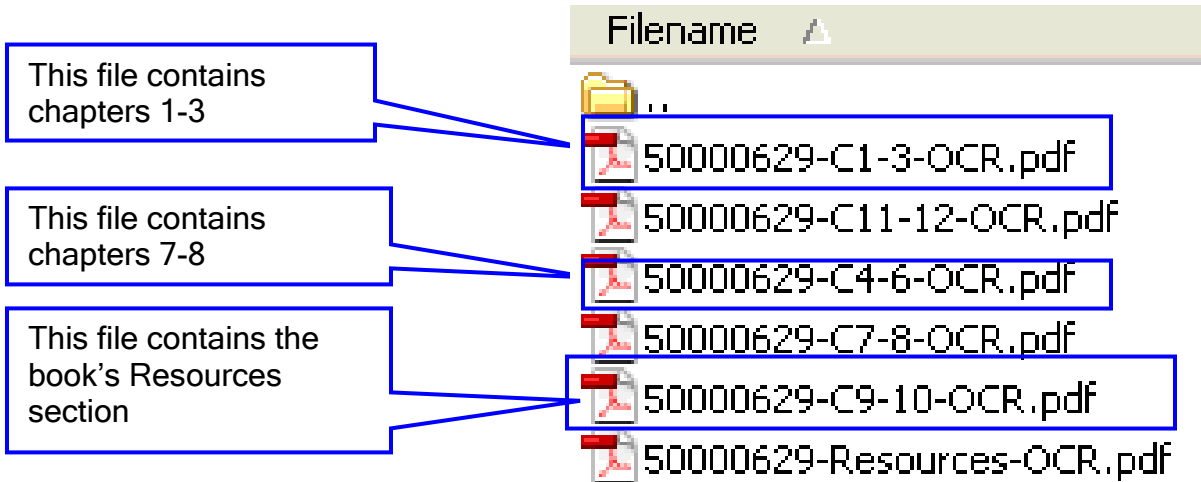 This file contains
chapters 1-3
This file contains
chapters 7-8
This file contains the
book’s Resources
section
Filename
..
50000629-C1-3-OCR.pdf
50000629-C11-12-OCR.pdf
50000629-C4-6-OCR.pdf
50000629-C7-8-OCR.pdf
50000629-C9-10-OCR.pdf
50000629-Resources-OCR.pdf